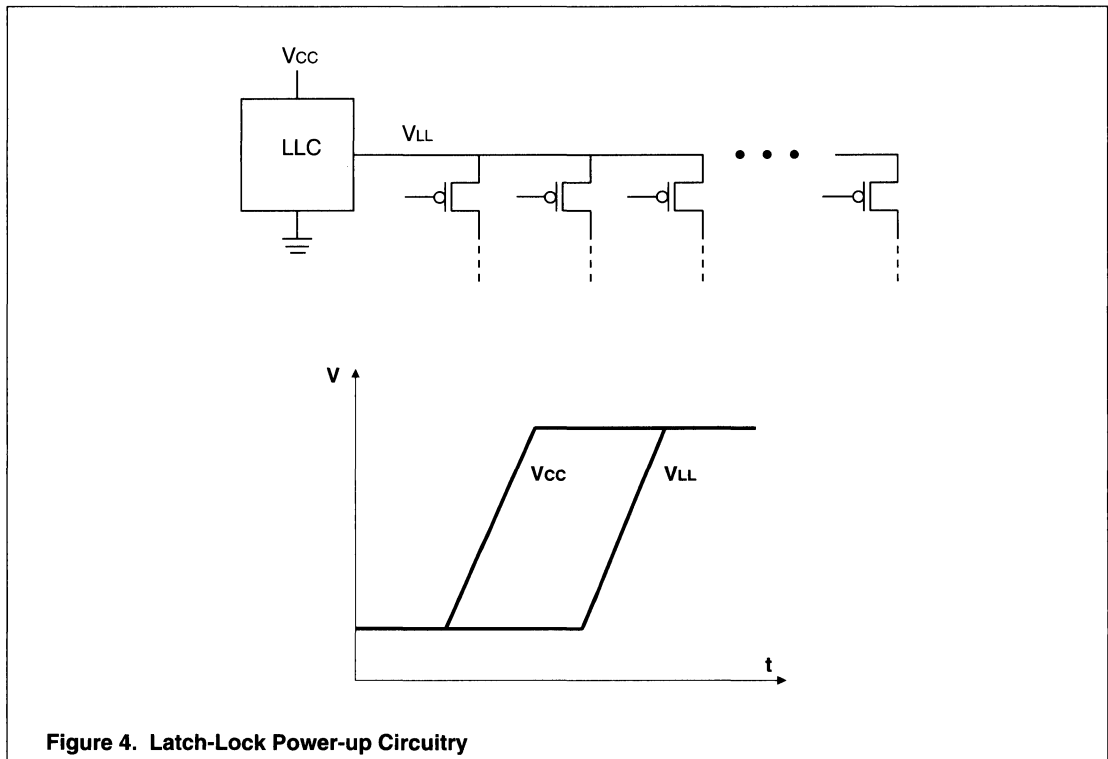 VCC
LLC
VLL
V
VCC
VLL
t
Figure 4. Latch-Lock Power-up Circuitry